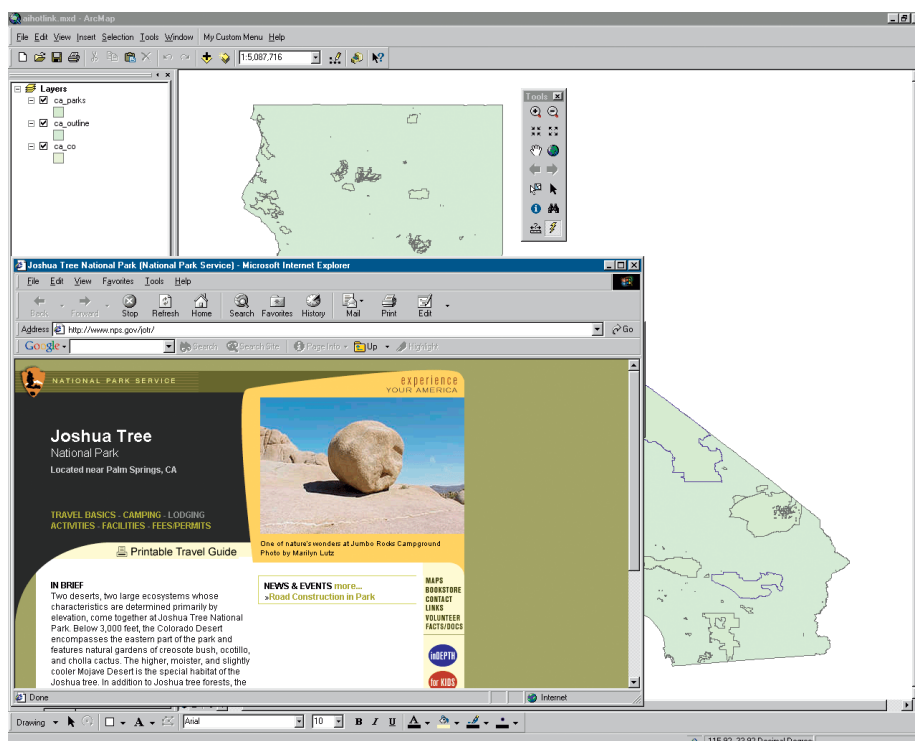 aihotlink.mxd - ArcMap
File Edit View Insert Selection Tools Window My Custom Menu Help
1:5,087,716
Layers
ca_parks
ca_outline
ca_co
Tools
Joshua Tree National Park (National Park Service) - Microsoft Internet Explorer
File Edit View Favorites Tools Help
Back Forward Stop Refresh Home Search Favorites History Mail Print Edit
Address http://www.nps.gov/jotr/ Go
Google Search Search Site Page Info Up Highlight
NATIONAL PARK SERVICE
experience
YOUR AMERICA
Joshua Tree
National Park
Located near Palm Springs, CA
TRAVEL BASICS - CAMPING - LODGING
ACTIVITIES - FACILITIES - FEES/PERMITS
Printable Travel Guide
One of nature's wonders at Jumbo Rocks Campground
Photo by Marilyn Lutz
IN BRIEF
Two deserts, two large ecosystems whose
characteristics are determined primarily by
elevation, come together at Joshua Tree National
Park. Below 3,000 feet, the Colorado Desert
encompasses the eastern part of the park and
features natural gardens of creosote bush, ocotillo,
and cholla cactus. The higher, moister, and slightly
cooler Mojave Desert is the special habitat of the
Joshua tree. In addition to Joshua tree forests, the
NEWS & EVENTS more...
»Road Construction in Park
MAPS
BOOKSTORE
CONTACT
LINKS
VOLUNTEER
FACTS/DOCS
inDEPTH
for KIDS
Done Internet
Drawing A Arial 10 B I U A